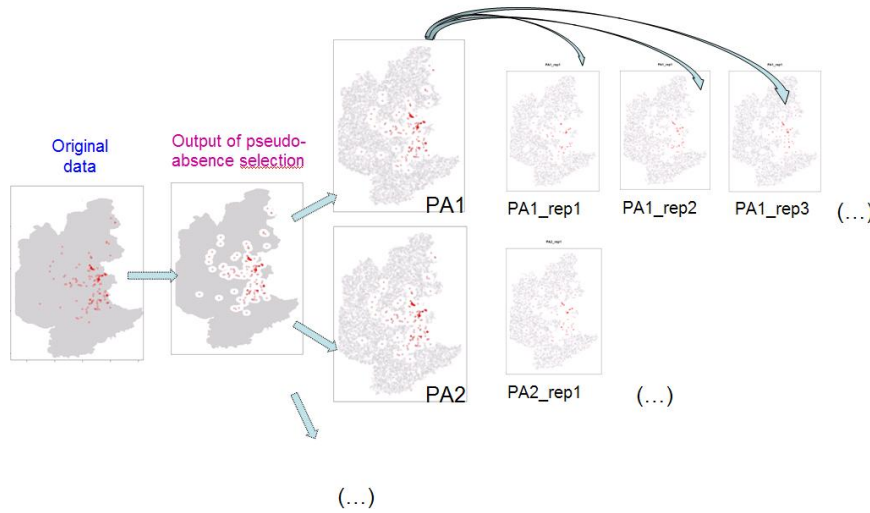 Original
data
Output of pseudo-
absence selection
PA1
PA1_rep1
PA1_rep2
PA1_rep3
(...)
PA2
PA2_rep1
(...)
(...)